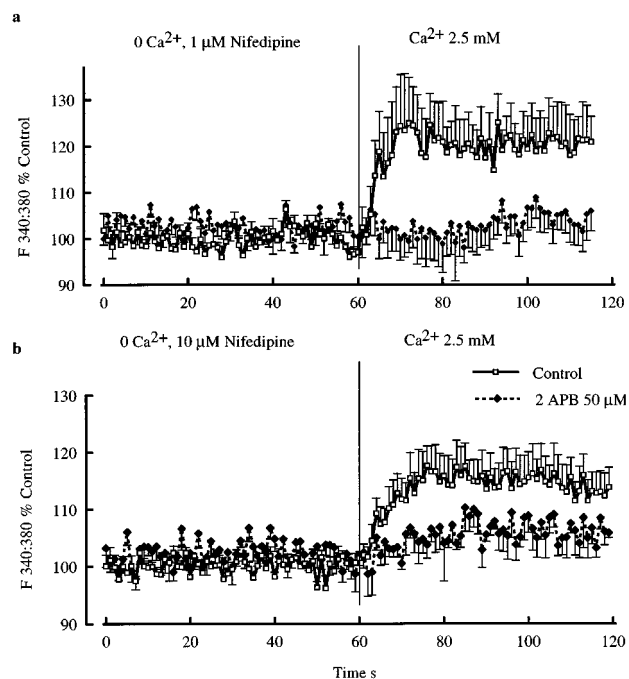 a
0 Ca2+, 1 µM Nifedipine Ca2+ 2.5 mM
130
120
110
100
90
F 340:380 % Control
0 20 40 60 80 100 120
b
0 Ca2+, 10 µM Nifedipine Ca2+ 2.5 mM
Control
2 APB 50 µM
130
120
110
100
90
F 340:380 % Control
0 20 40 60 80 100 120
Time s